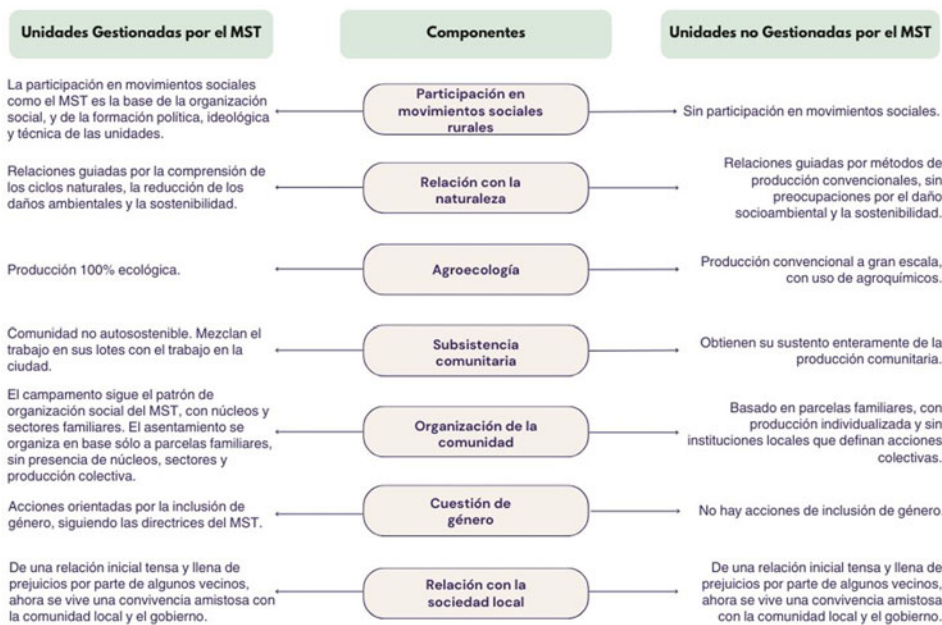 Unidades Gestionadas por el MST
Componentes
Unidades no Gestionadas por el MST
La participación en movimientos sociales
como el MST es la base de la organización
social, y de la formación política, ideológica
y técnica de las unidades.
Participación en
movimientos sociales
rurales
Sin participación en movimientos sociales.
Relaciones guiadas por la comprensión de
los ciclos naturales, la reducción de los
daños ambientales y la sostenibilidad.
Relación con la
naturaleza
Relaciones guiadas por métodos de
producción convencionales, sin
preocupaciones por el daño
socioambiental y la sostenibilidad.
Producción 100% ecológica.
Agroecología
Producción convencional a gran escala,
con uso de agroquímicos.
Comunidad no autosostenible. Mezclan el
trabajo en sus lotes con el trabajo en la
ciudad.
Subsistencia
comunitaria
Obtienen su sustento enteramente de la
producción comunitaria.
El campamento sigue el patrón de
organización social del MST, con núcleos y
sectores familiares. El asentamiento se
organiza en base sólo a parcelas familiares,
sin presencia de núcleos, sectores y
producción colectiva.
Organización de la
comunidad
Basado en parcelas familiares, con
producción individualizada y sin
instituciones locales que definan acciones
colectivas.
Acciones orientadas por la inclusión de
género, siguiendo las directrices del MST.
Cuestión de
género
No hay acciones de inclusión de género.
De una relación inicial tensa y llena de
prejuicios por parte de algunos vecinos,
ahora se vive una convivencia amistosa con
la comunidad local y el gobierno.
Relación con la
sociedad local
De una relación inicial tensa y llena de
prejuicios por parte de algunos vecinos,
ahora se vive una convivencia amistosa
con la comunidad local y el gobierno.